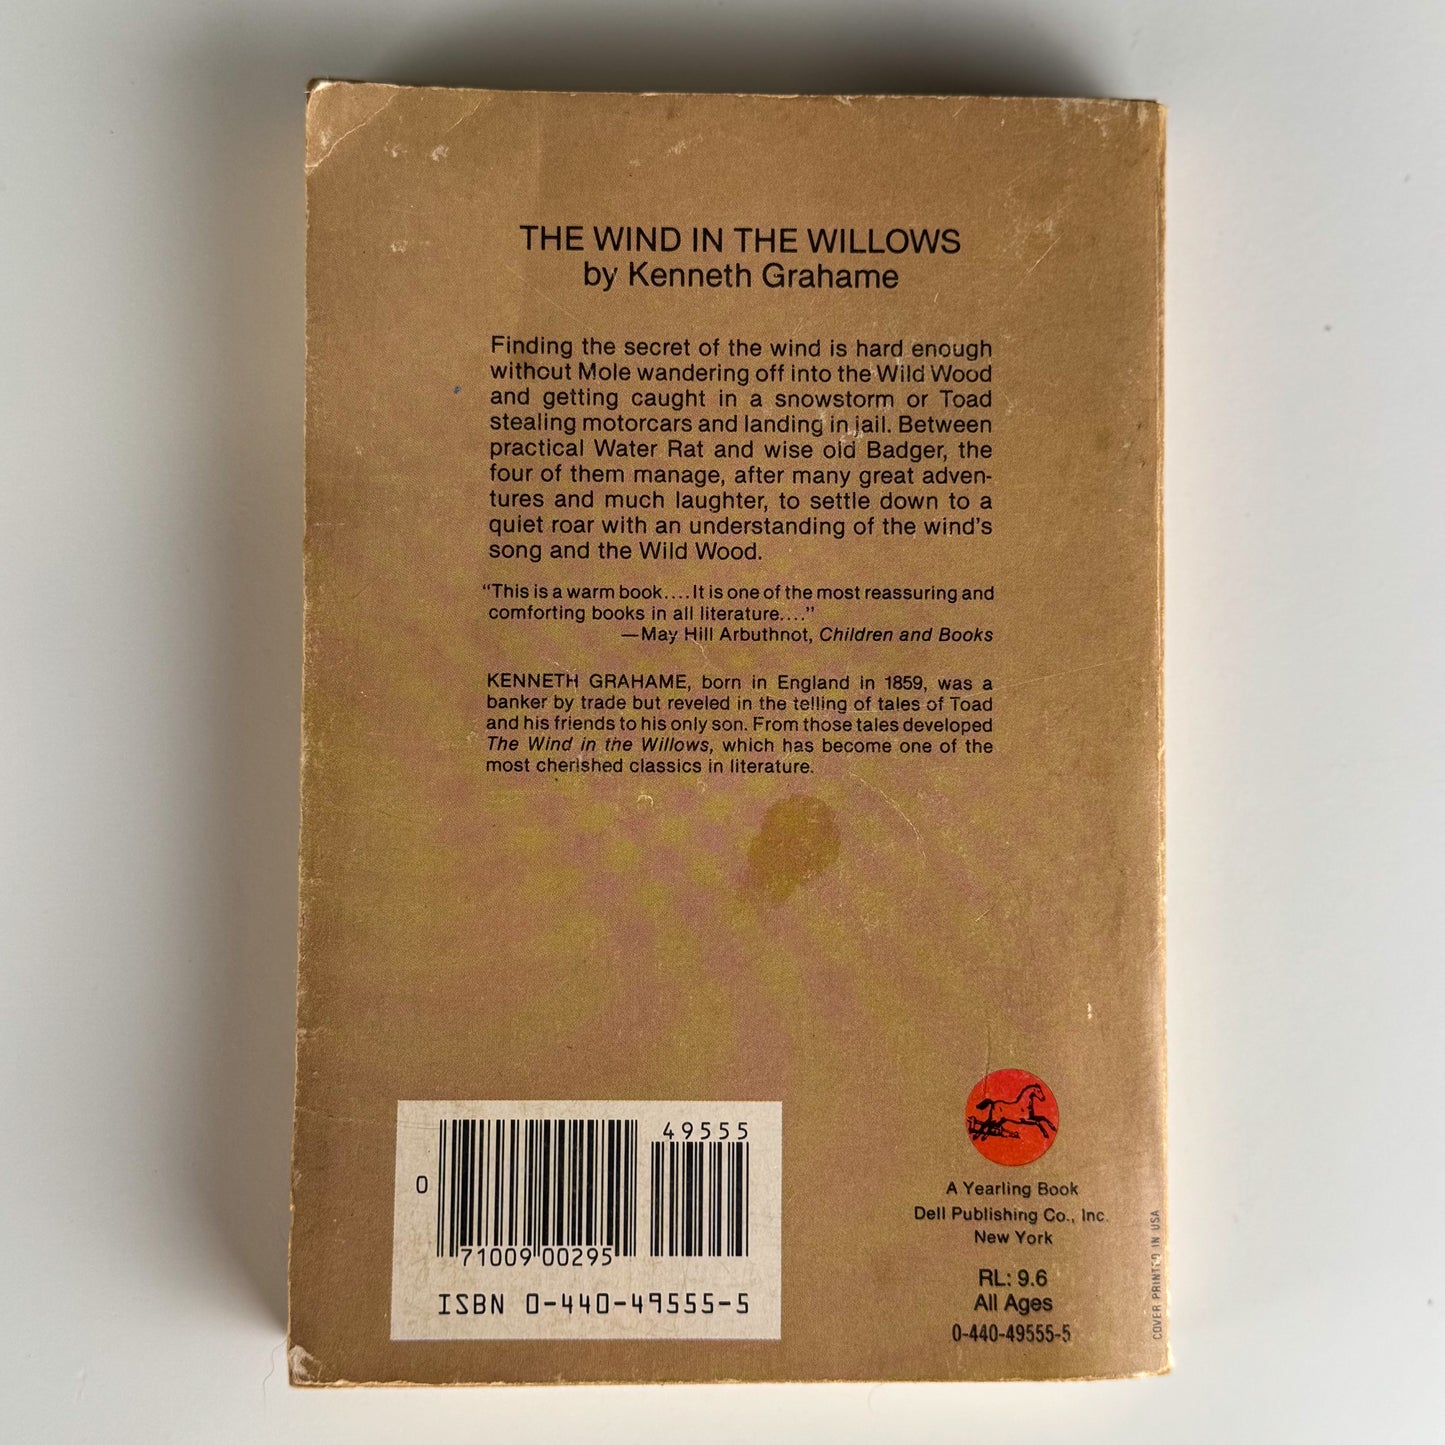 THE WIND IN THE WILLOWS
by Kenneth Grahame
Finding the secret of the wind is hard enough
without Mole wandering off into the Wild Wood
and getting caught in a snowstorm or Toad
stealing motorcars and landing in jail. Between
practical Water Rat and wise old Badger, the
four of them manage, after many great adven-
tures and much laughter, to settle down to a
quiet roar with an understanding of the wind's
song and the Wild Wood.
“This is a warm book.... It is one of the most reassuring and
comforting books in all literature....”
—May Hill Arbuthnot, Children and Books
KENNETH GRAHAME, born in England in 1859, was a
banker by trade but reveled in the telling of tales of Toad
and his friends to his only son. From those tales developed
The Wind in the Willows, which has become one of the
most cherished classics in literature.
49555
0
71009 00295
ISBN 0-440-49555-5
A Yearling Book
Dell Publishing Co., Inc.
New York
RL: 9.6
All Ages
0-440-49555-5
COVER PRINTED IN USA